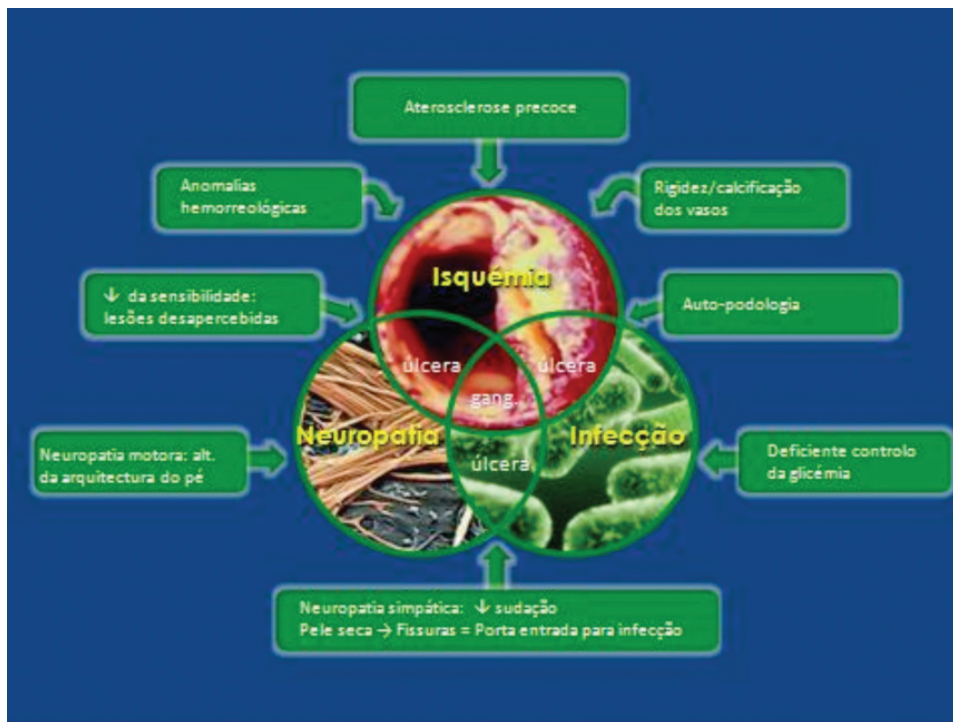 Aterosclerose precoce
Anomalias
hemorreológicas
Rigidez/calcificação
dos vasos
Isquémia
↓ da sensibilidade:
lesões desapercebidas
Auto-podologia
úlcera
úlcera
gang.
Neuropatia
Infecção
úlcera
Neuropatia motora: alt.
da arquitectura do pé
Deficiente controlo
da glicémia
Neuropatia simpática: ↓ sudação
Pele seca → Fissuras = Porta entrada para infecção